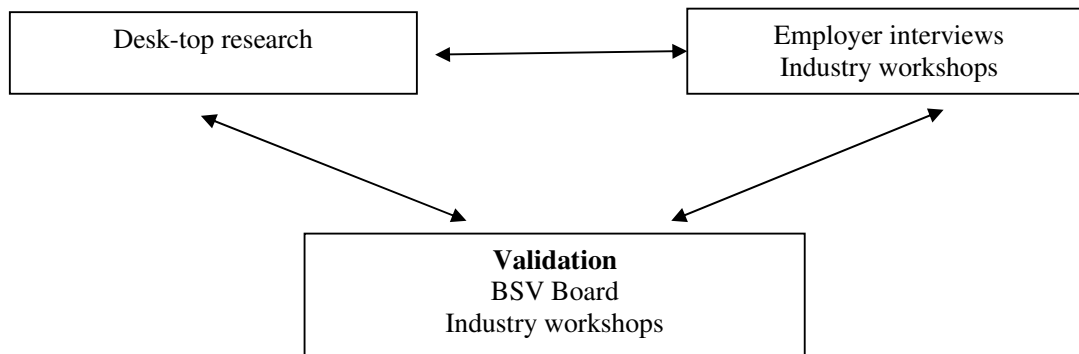 Desk-top research
Employer interviews
Industry workshops
Validation
BSV Board
Industry workshops